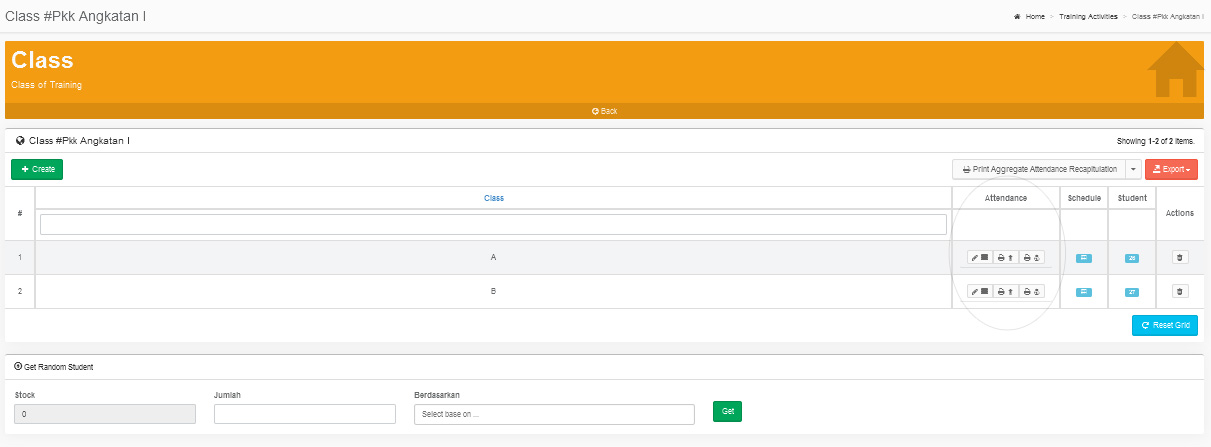 Class #Pkk Angkatan I
Home > Training Activities > Class #Pkk Angkatan I
Class
Class of Training
Back
Class #Pkk Angkatan I
Showing 1-2 of 2 items.
Create
Print Aggregate Attendance Recapitulation
Export
# Class Attendance Schedule Student Actions
1 A 26
2 B 27
Reset Grid
Get Random Student
Stock Jumlah Berdasarkan
0 Select base on ... Get